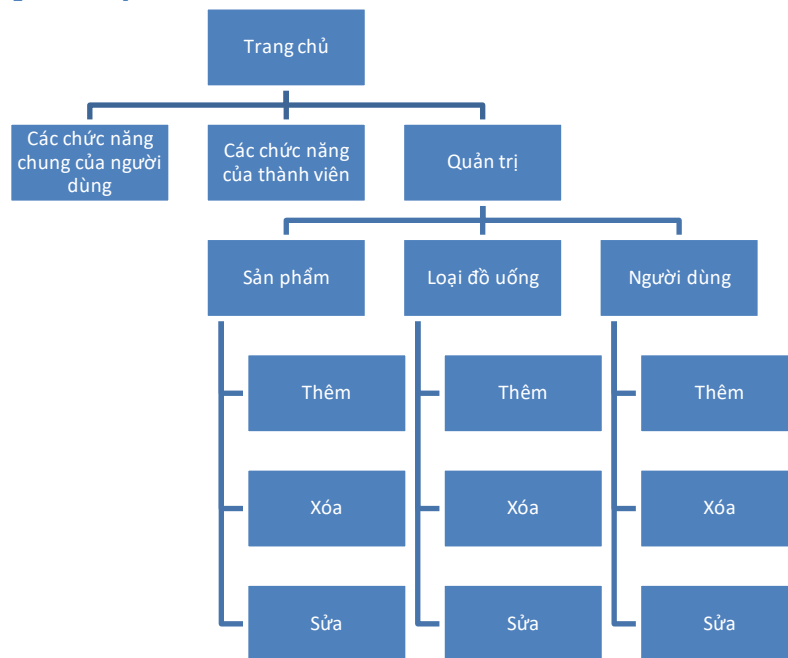 Trang chủ
Các chức năng
chung của người
dùng
Các chức năng
của thành viên
Quản trị
Sản phẩm
Loại đồ uống
Người dùng
Thêm
Thêm
Thêm
Xóa
Xóa
Xóa
Sửa
Sửa
Sửa